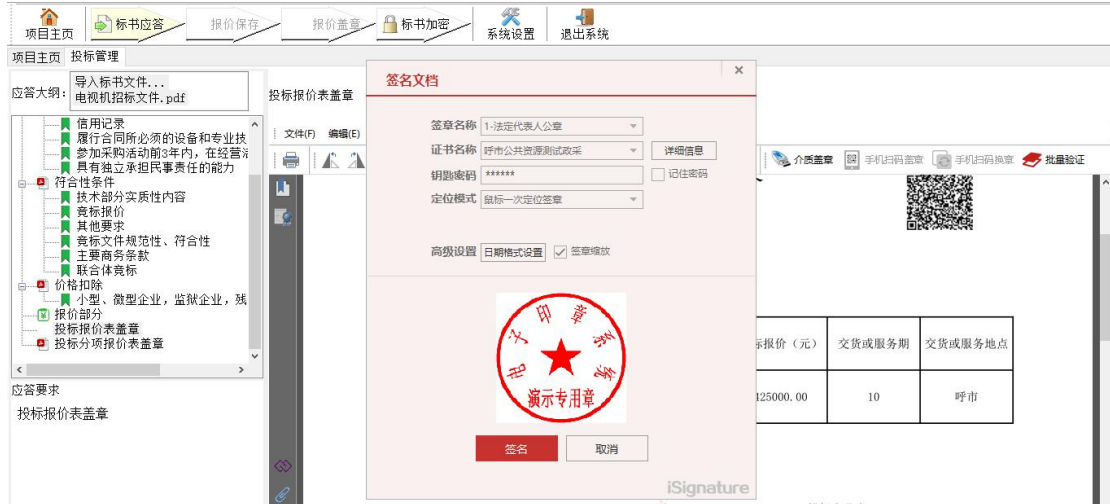 项目主页
标书应答
报价保存
报价盖章
标书加密
系统设置
退出系统
项目主页 投标管理
应答大纲:
导入标书文件...
电视机招标文件.pdf
信用记录
履行合同所必须的设备和专业技
参加采购活动前3年内，在经营活
具有独立承担民事责任的能力
符合性条件
技术部分实质性内容
竞标报价
其他要求
竞标文件规范性、符合性
主要商务条款
联合体竞标
价格扣除
小型、微型企业，监狱企业，残
报价部分
投标报价表盖章
投标分项报价表盖章
应答要求
投标报价表盖章
投标报价表盖章
文件(F) 编辑(E)
签名文档
签章名称 1-法定代表人公章
证书名称 呼市公共资源测试政采 详细信息
钥匙密码 ****** 记住密码
定位模式 鼠标一次定位签章
高级设置 日期格式设置 签章缩放
电子印章系统
演示专用章
签名 取消
iSignature
介质盖章 手机扫码盖章 手机扫码换章 批量验证
报价（元） 交货或服务期 交货或服务地点
25000.00 10 呼市